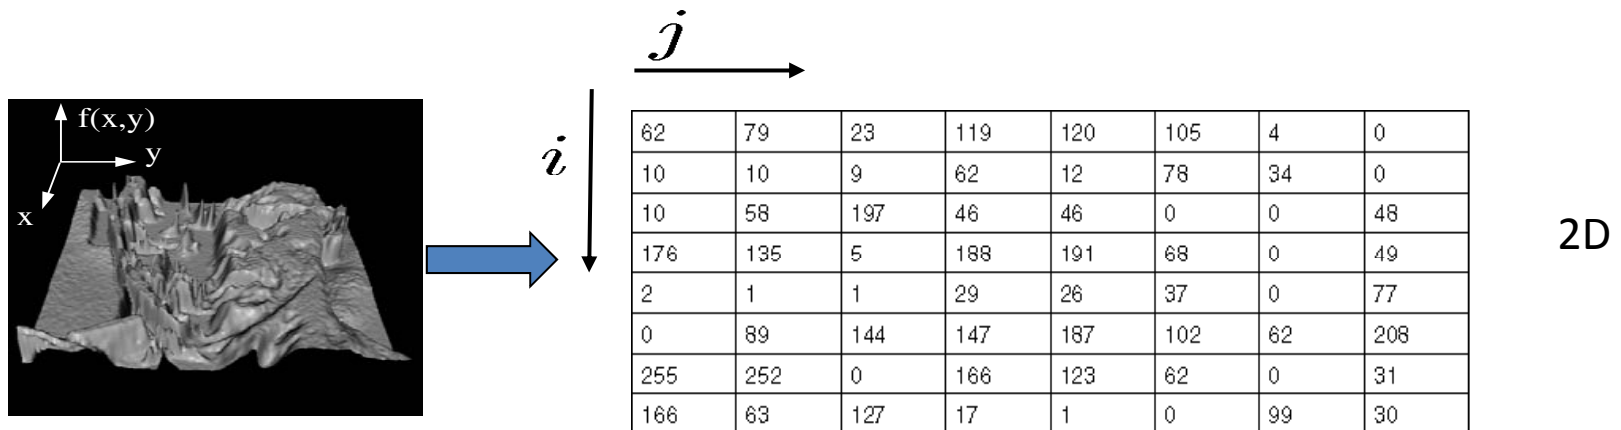 j
f(x,y)
y
x
i
62 79 23 119 120 105 4 0
10 10 9 62 12 78 34 0
10 58 197 46 46 0 0 48
176 135 5 188 191 68 0 49
2 1 1 29 26 37 0 77
0 89 144 147 187 102 62 208
255 252 0 166 123 62 0 31
166 63 127 17 1 0 99 30
2D